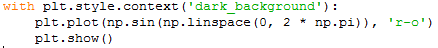 with plt.style.context('dark_background'):
    plt.plot(np.sin(np.linspace(0, 2 * np.pi)), 'r-o')
    plt.show()